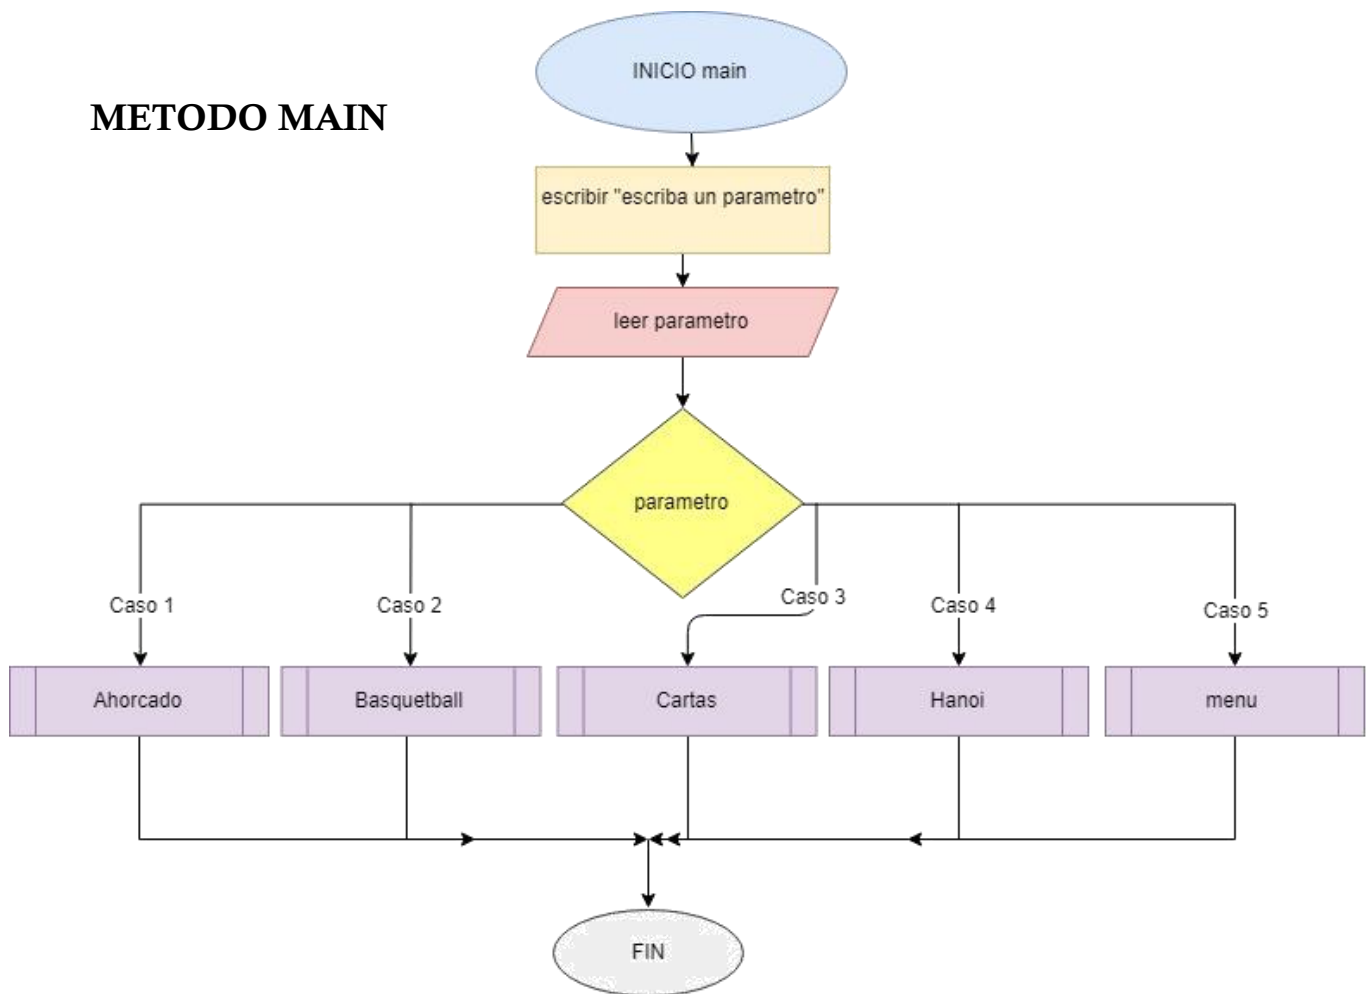 METODO MAIN
INICIO main
escribir "escriba un parametro"
leer parametro
parametro
Caso 1
Caso 2
Caso 3
Caso 4
Caso 5
Ahorcado
Basquetball
Cartas
Hanoi
menu
FIN